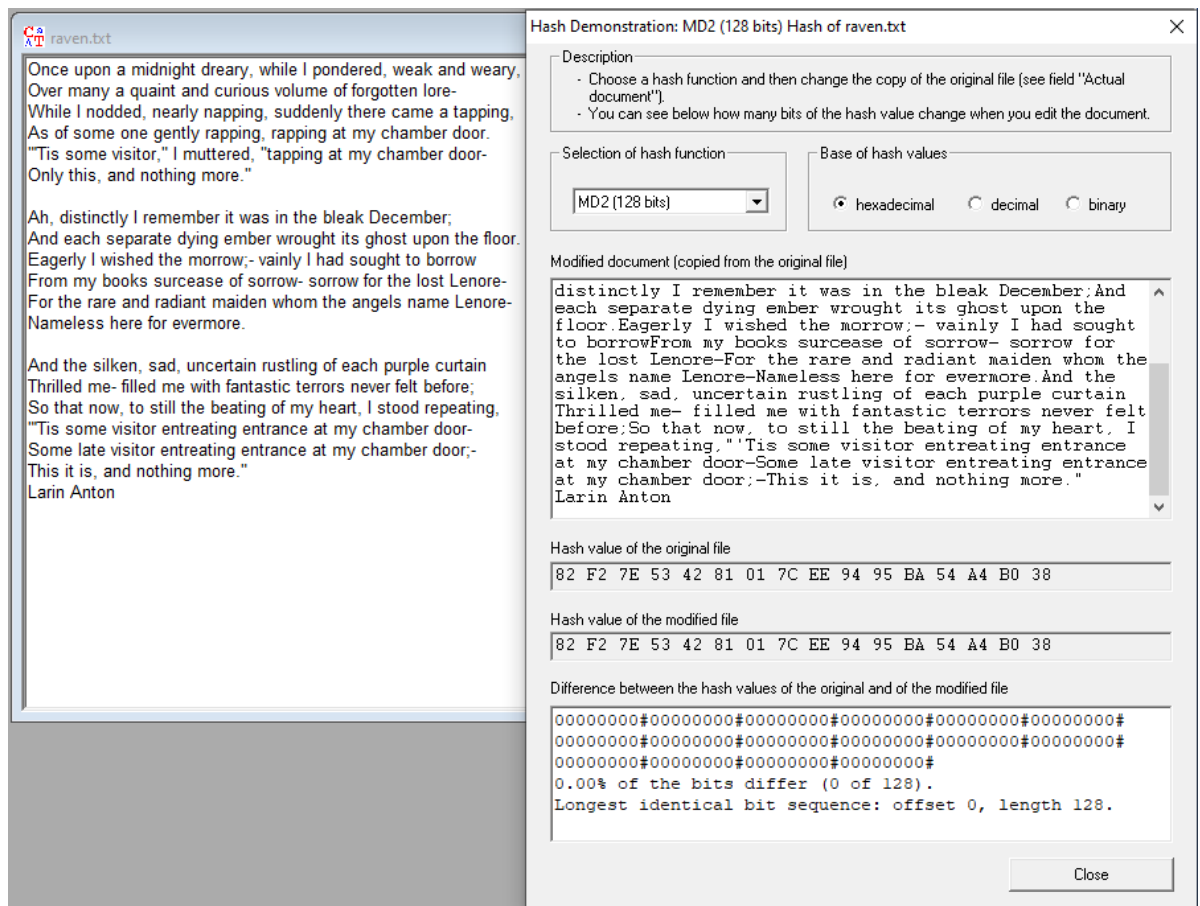 raven.txt
Once upon a midnight dreary, while I pondered, weak and weary,
Over many a quaint and curious volume of forgotten lore-
While I nodded, nearly napping, suddenly there came a tapping,
As of some one gently rapping, rapping at my chamber door.
"'Tis some visitor," I muttered, "tapping at my chamber door-
Only this, and nothing more."
Ah, distinctly I remember it was in the bleak December;
And each separate dying ember wrought its ghost upon the floor.
Eagerly I wished the morrow;- vainly I had sought to borrow
From my books surcease of sorrow- sorrow for the lost Lenore-
For the rare and radiant maiden whom the angels name Lenore-
Nameless here for evermore.
And the silken, sad, uncertain rustling of each purple curtain
Thrilled me- filled me with fantastic terrors never felt before;
So that now, to still the beating of my heart, I stood repeating,
"'Tis some visitor entreating entrance at my chamber door-
Some late visitor entreating entrance at my chamber door;-
This it is, and nothing more."
Larin Anton
Hash Demonstration: MD2 (128 bits) Hash of raven.txt
Description
- Choose a hash function and then change the copy of the original file (see field "Actual
document").
- You can see below how many bits of the hash value change when you edit the document.
Selection of hash function
MD2 (128 bits)
Base of hash values
hexadecimal
decimal
binary
Modified document (copied from the original file)
distinctly I remember it was in the bleak December;And
each separate dying ember wrought its ghost upon the
floor.Eagerly I wished the morrow;- vainly I had sought
to borrowFrom my books surcease of sorrow- sorrow for
the lost Lenore-For the rare and radiant maiden whom the
angels name Lenore-Nameless here for evermore.And the
silken, sad, uncertain rustling of each purple curtain
Thrilled me- filled me with fantastic terrors never felt
before;So that now, to still the beating of my heart, I
stood repeating,"'Tis some visitor entreating entrance
at my chamber door-Some late visitor entreating entrance
at my chamber door;-This it is, and nothing more."
Larin Anton
Hash value of the original file
82 F2 7E 53 42 81 01 7C EE 94 95 BA 54 A4 B0 38
Hash value of the modified file
82 F2 7E 53 42 81 01 7C EE 94 95 BA 54 A4 B0 38
Difference between the hash values of the original and of the modified file
00000000#00000000#00000000#00000000#00000000#00000000#
00000000#00000000#00000000#00000000#00000000#00000000#
00000000#00000000#00000000#00000000#
0.00% of the bits differ (0 of 128).
Longest identical bit sequence: offset 0, length 128.
Close